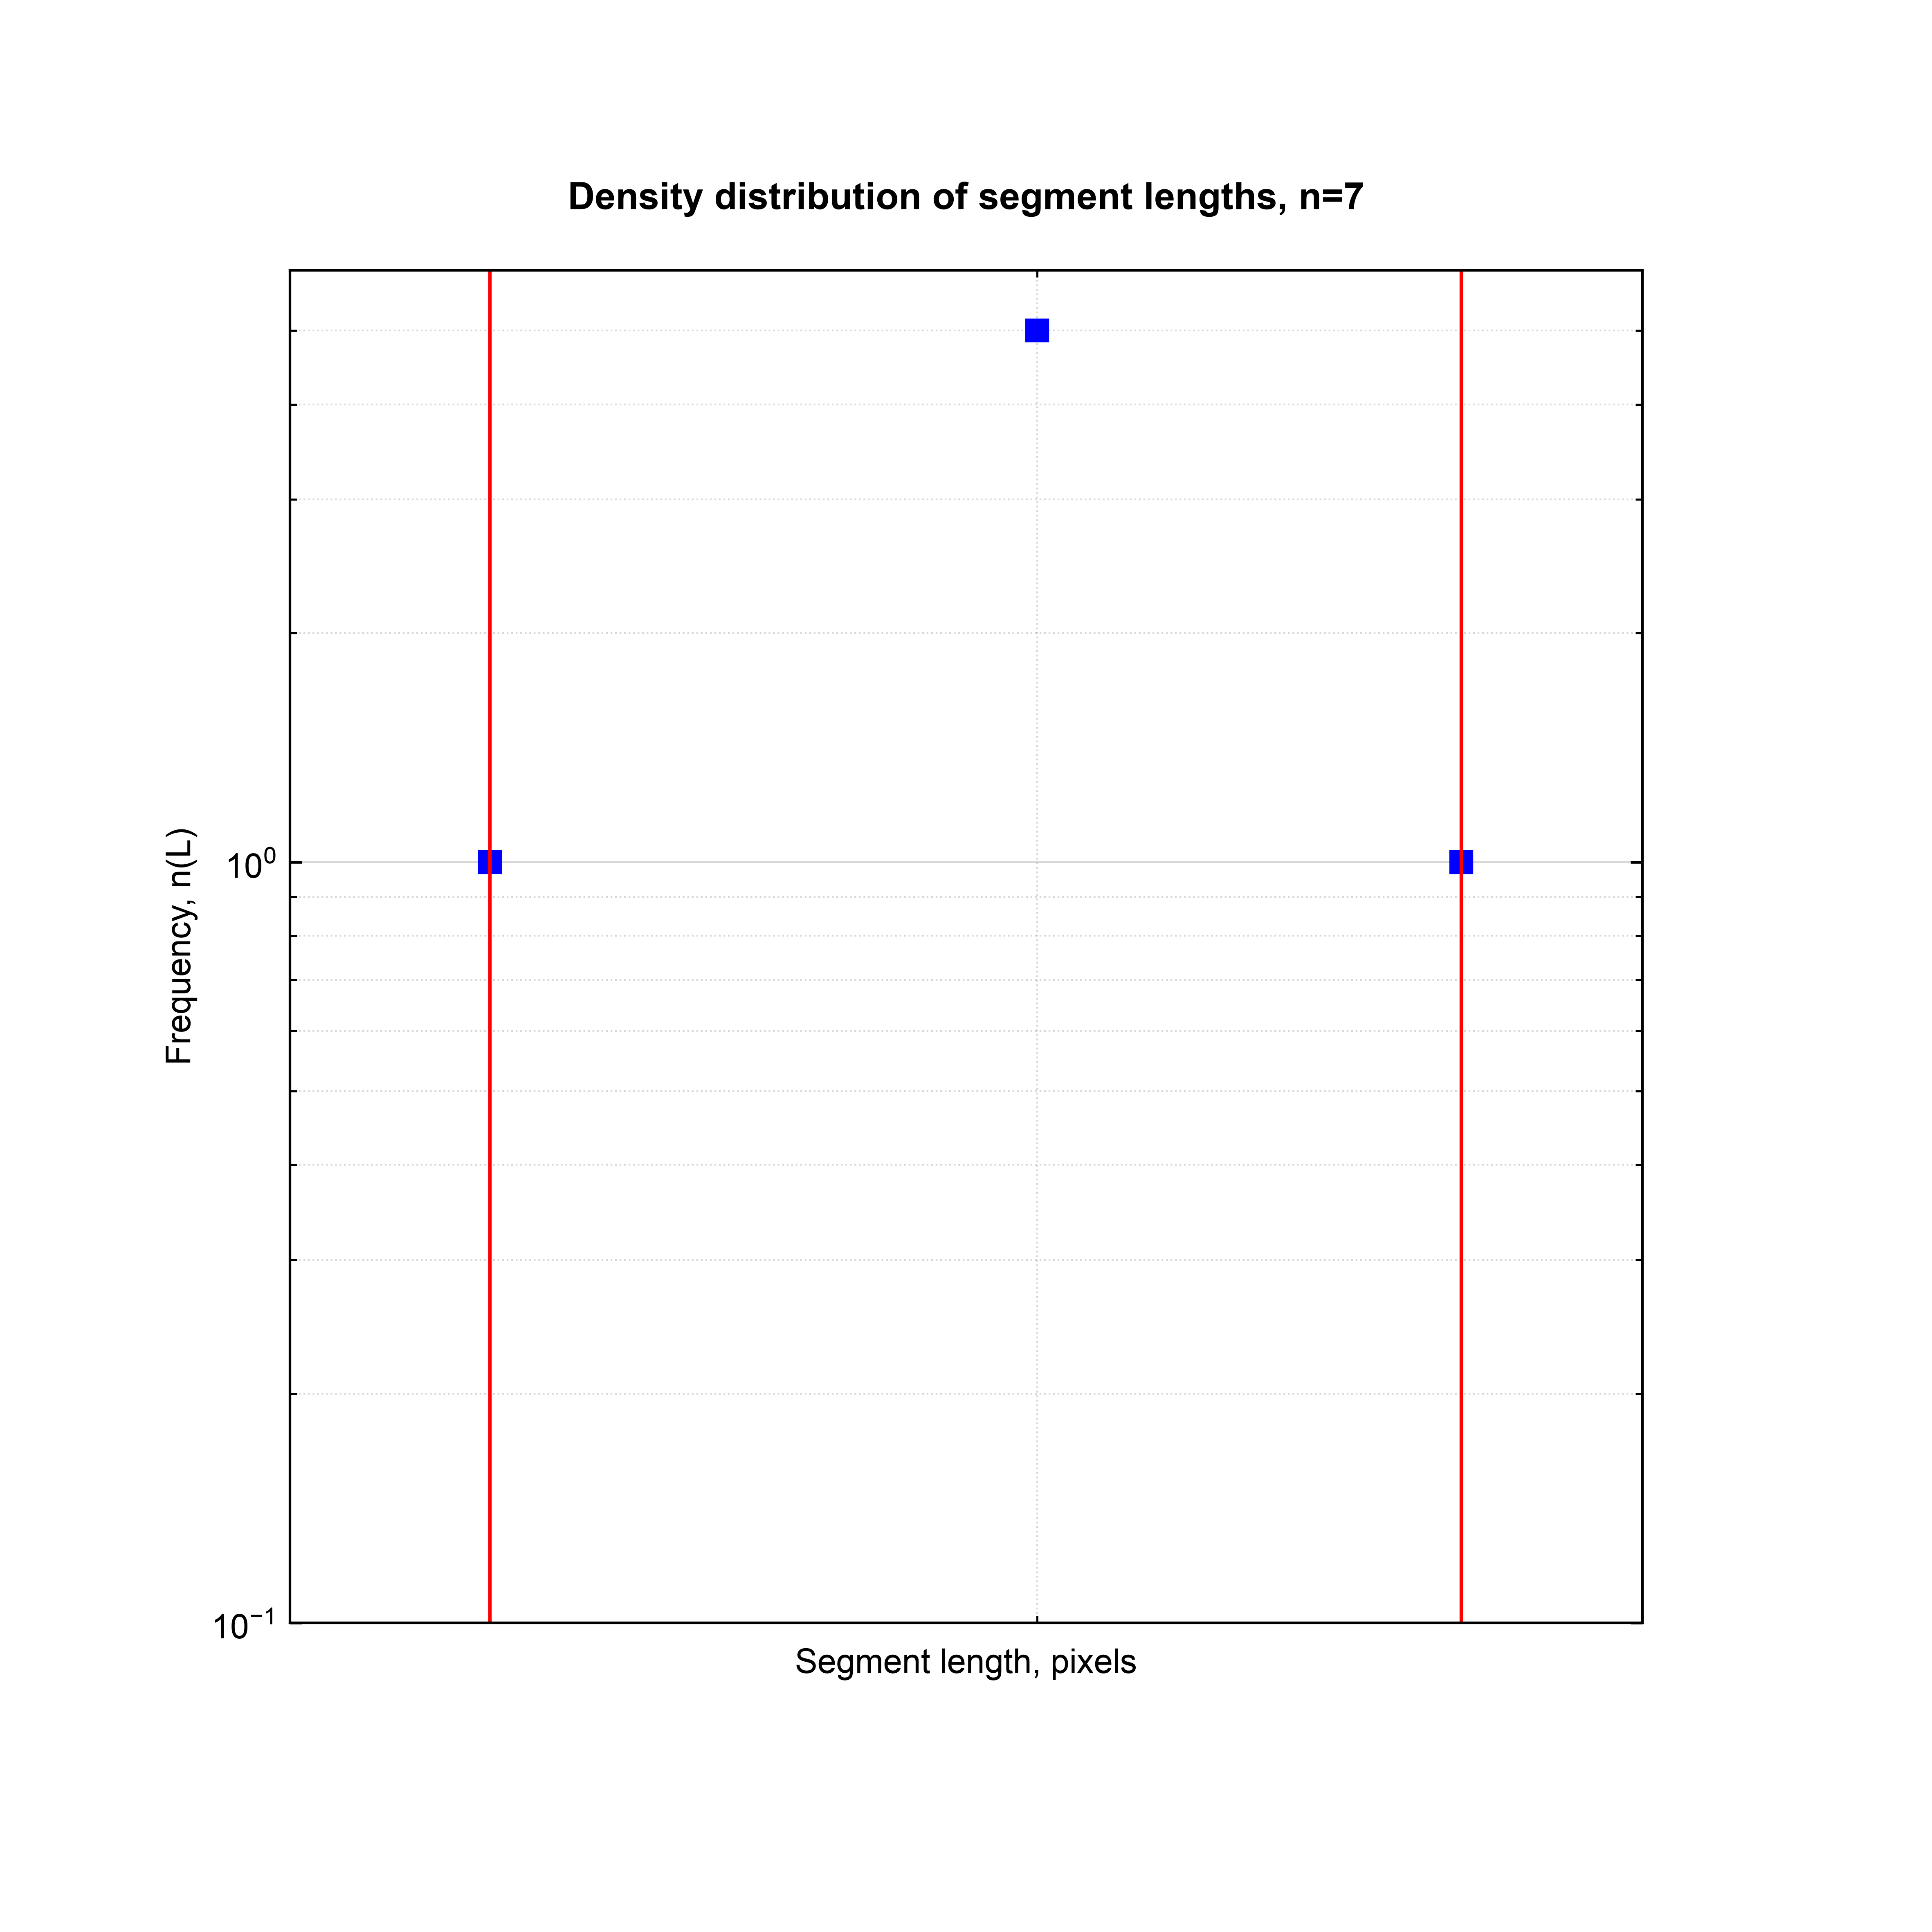 Density distribution of segment lengths, n=7
Frequency, n(L)
10⁰
10⁻¹
Segment length, pixels